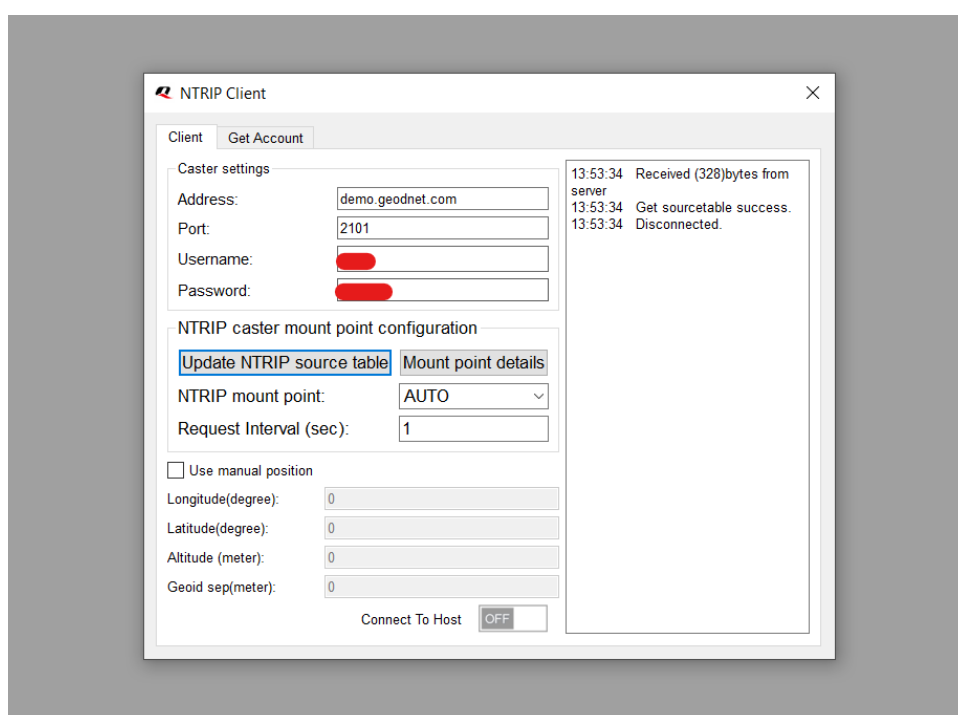 NTRIP Client
Client Get Account
Caster settings
Address: demo.geodnet.com
Port: 2101
Username:
Password:
NTRIP caster mount point configuration
Update NTRIP source table Mount point details
NTRIP mount point: AUTO
Request Interval (sec): 1
Use manual position
Longitude(degree): 0
Latitude(degree): 0
Altitude (meter): 0
Geoid sep(meter): 0
Connect To Host OFF
13:53:34 Received (328)bytes from
server
13:53:34 Get sourcetable success.
13:53:34 Disconnected.